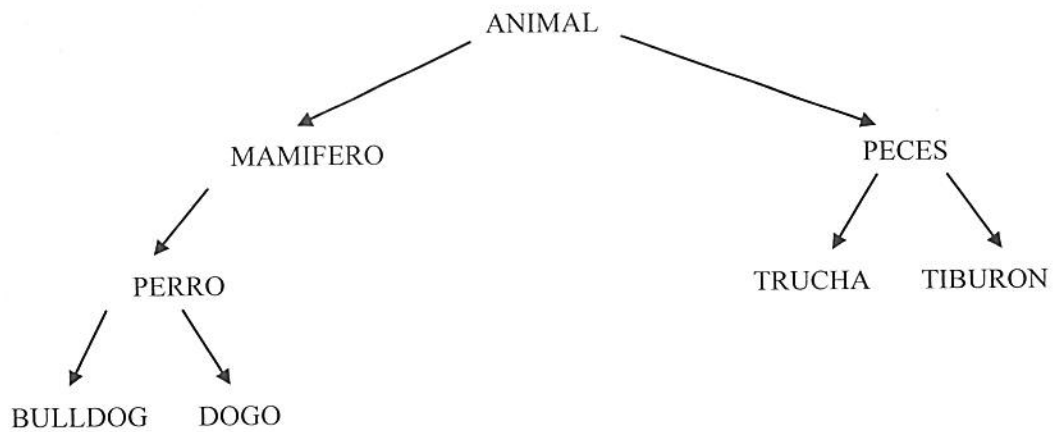 ANIMAL
MAMIFERO
PECES
PERRO
TRUCHA TIBURON
BULLDOG DOGO